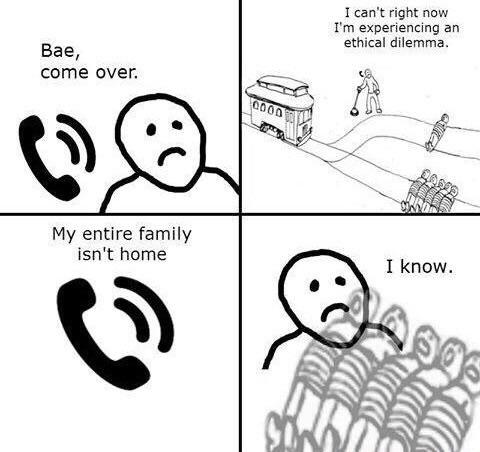 Bae,
come over.
I can't right now
I'm experiencing an
ethical dilemma.
My entire family
isn't home
I know.